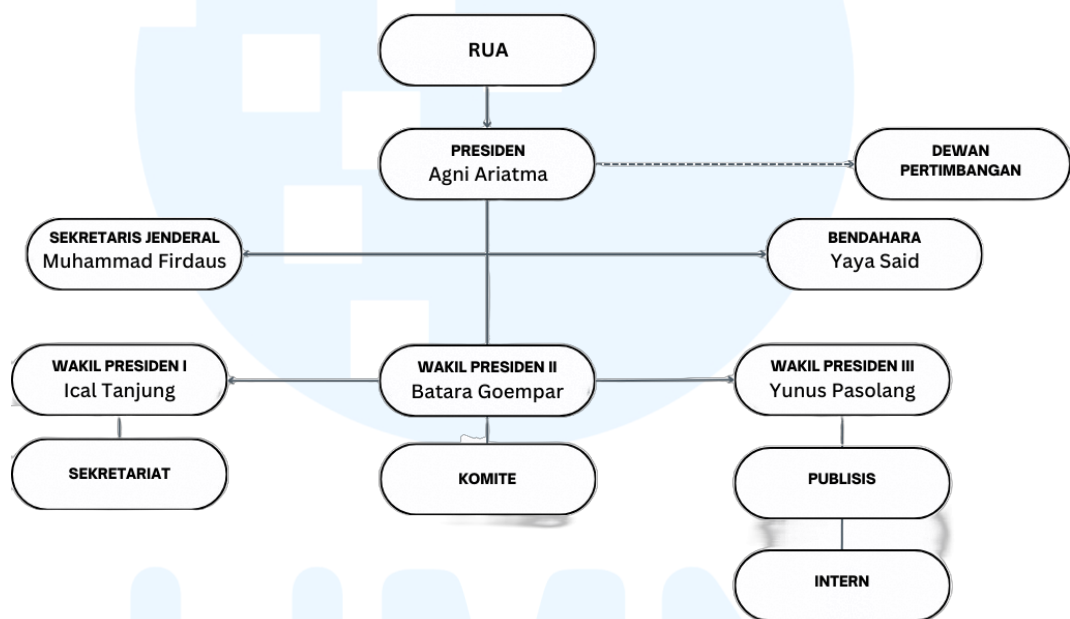 RUA
PRESIDEN
Agni Ariatma
DEWAN
PERTIMBANGAN
SEKRETARIS JENDERAL
Muhammad Firdaus
BENDAHARA
Yaya Said
WAKIL PRESIDEN I
Ical Tanjung
WAKIL PRESIDEN II
Batara Goempar
WAKIL PRESIDEN III
Yunus Pasolang
SEKRETARIAT
KOMITE
PUBLISIS
INTERN